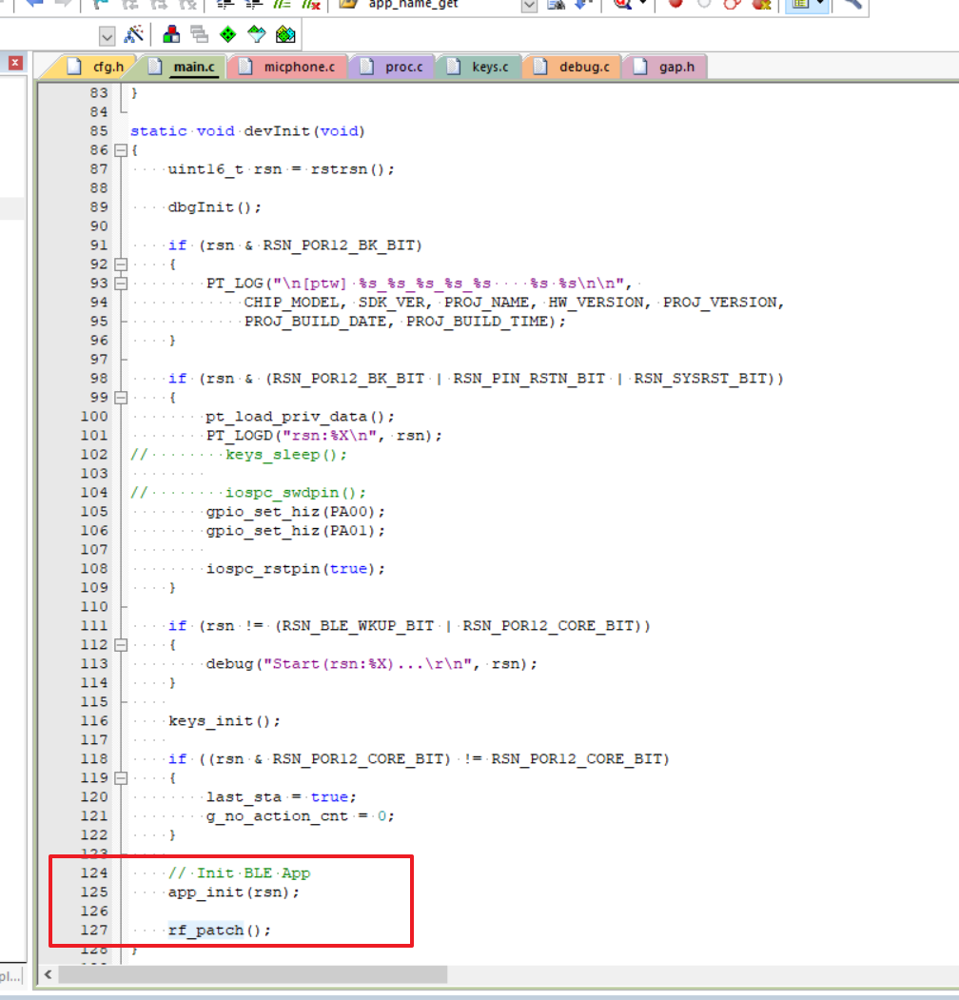 app_name_get
cfg.h main.c micphone.c proc.c keys.c debug.c gap.h
83 }
84
85 static void devInit(void)
86 {
87     uint16_t rsn = rstrsn();
88
89     dbgInit();
90
91     if (rsn & RSN_POR12_BK_BIT)
92     {
93         PT_LOG("\n[ptw] %s_%s_%s_%s_%s    %s %s\n\n",
94             CHIP_MODEL, SDK_VER, PROJ_NAME, HW_VERSION, PROJ_VERSION,
95             PROJ_BUILD_DATE, PROJ_BUILD_TIME);
96     }
97
98     if (rsn & (RSN_POR12_BK_BIT | RSN_PIN_RSTN_BIT | RSN_SYSRST_BIT))
99     {
100         pt_load_priv_data();
101         PT_LOGD("rsn:%X\n", rsn);
102 //        keys_sleep();
103
104 //        iospc_swdpin();
105         gpio_set_hiz(PA00);
106         gpio_set_hiz(PA01);
107
108         iospc_rstpin(true);
109     }
110
111     if (rsn != (RSN_BLE_WKUP_BIT | RSN_POR12_CORE_BIT))
112     {
113         debug("Start(rsn:%X)...\r\n", rsn);
114     }
115
116     keys_init();
117
118     if ((rsn & RSN_POR12_CORE_BIT) != RSN_POR12_CORE_BIT)
119     {
120         last_sta = true;
121         g_no_action_cnt = 0;
122     }
123
124     // Init BLE App
125     app_init(rsn);
126
127     rf_patch();
128 }
pl...